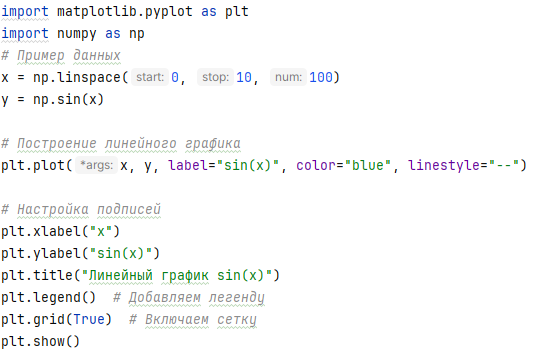 import matplotlib.pyplot as plt
import numpy as np
# Пример данных
x = np.linspace( start: 0, stop: 10, num: 100)
y = np.sin(x)
# Построение линейного графика
plt.plot( *args: x, y, label="sin(x)", color="blue", linestyle="--")
# Настройка подписей
plt.xlabel("x")
plt.ylabel("sin(x)")
plt.title("Линейный график sin(x)")
plt.legend()  # Добавляем легенду
plt.grid(True)  # Включаем сетку
plt.show()